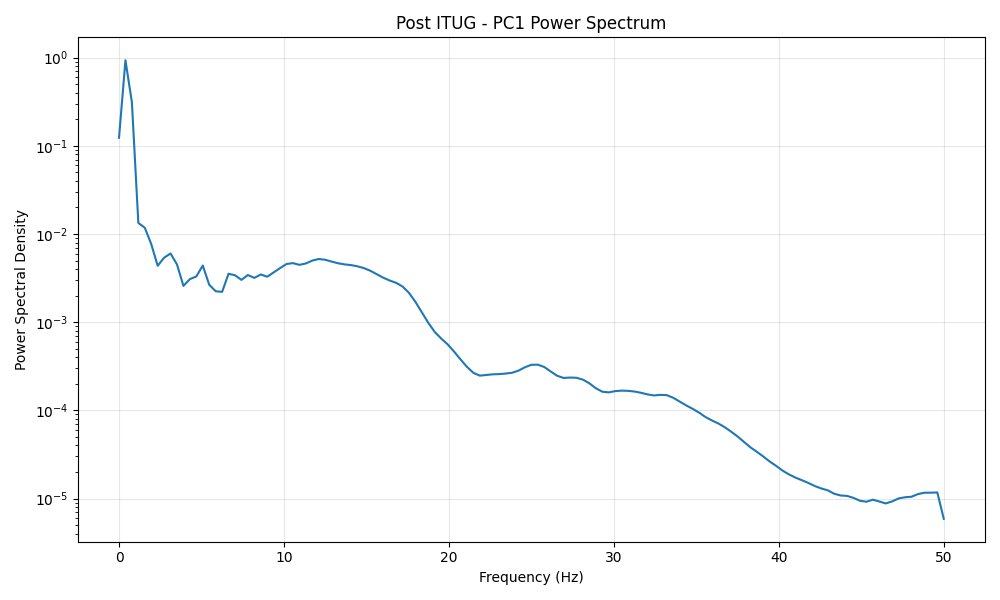 Post ITUG - PC1 Power Spectrum
Power Spectral Density
10⁰
10⁻¹
10⁻²
10⁻³
10⁻⁴
10⁻⁵
0 10 20 30 40 50
Frequency (Hz)